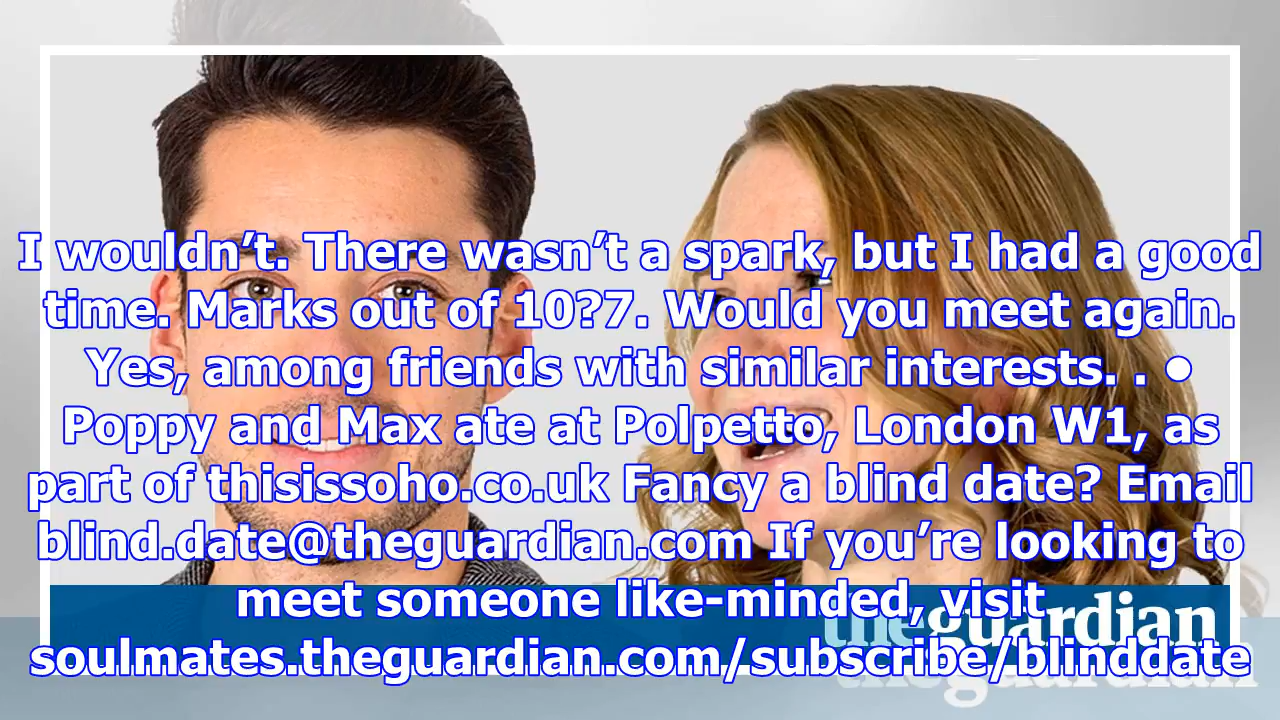 I wouldn’t. There wasn’t a spark, but I had a good
time. Marks out of 10?7. Would you meet again.
Yes, among friends with similar interests. . ●
Poppy and Max ate at Polpetto, London W1, as
part of thisissoho.co.uk Fancy a blind date? Email
blind.date@theguardian.com If you’re looking to
meet someone like-minded, visit
theguardian
soulmates.theguardian.com/subscribe/blinddate
theguardian